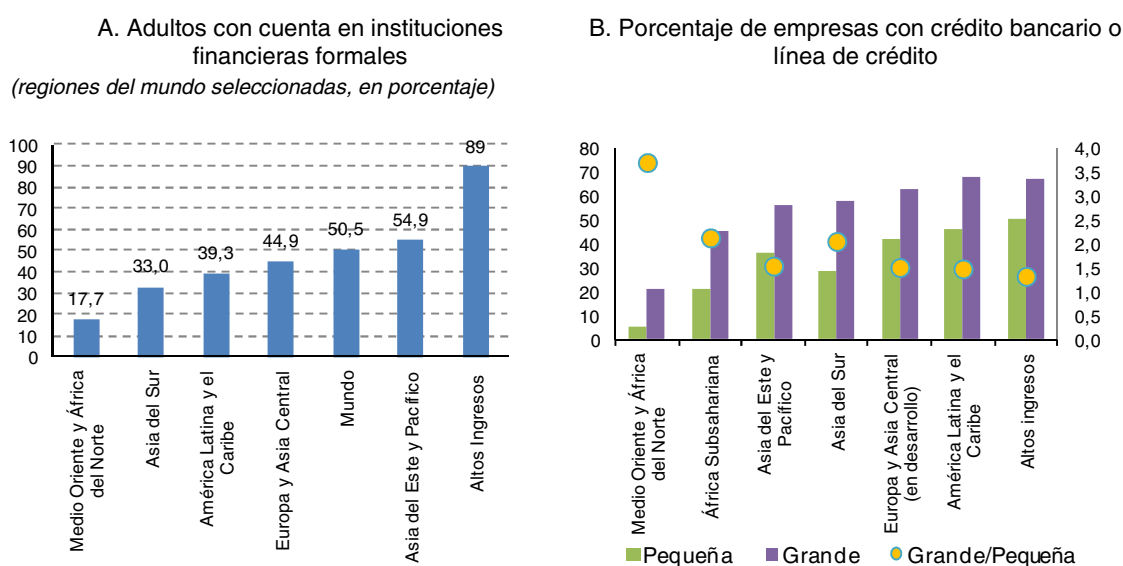 A. Adultos con cuenta en instituciones
financieras formales
(regiones del mundo seleccionadas, en porcentaje)
100
90
80
70
60
50
40
30
20
10
0
17,7
33,0
39,3
44,9
50,5
54,9
89
Medio Oriente y África
del Norte
Asia del Sur
América Latina y el
Caribe
Europa y Asia Central
Mundo
Asia del Este y Pacífico
Altos Ingresos
B. Porcentaje de empresas con crédito bancario o
línea de crédito
80
70
60
50
40
30
20
10
0
4,0
3,5
3,0
2,5
2,0
1,5
1,0
0,5
0,0
Medio Oriente y África
del Norte
África Subsahariana
Asia del Este y
Pacífico
Asia del Sur
Europa y Asia Central
(en desarrollo)
América Latina y el
Caribe
Altos ingresos
Pequeña
Grande
Grande/Pequeña